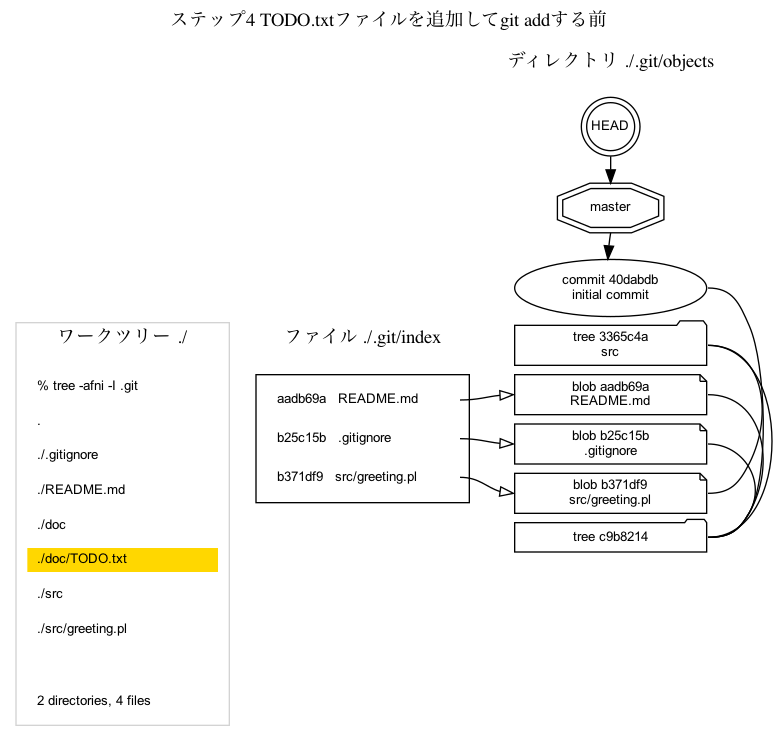 ステップ4 TODO.txtファイルを追加してgit addする前
ディレクトリ ./.git/objects
HEAD
master
commit 40dabdb
initial commit
tree 3365c4a
src
blob aadb69a
README.md
blob b25c15b
.gitignore
blob b371df9
src/greeting.pl
tree c9b8214
ファイル ./.git/index
aadb69a README.md
b25c15b .gitignore
b371df9 src/greeting.pl
ワークツリー ./
% tree -afni -I .git
.
./.gitignore
./README.md
./doc
./doc/TODO.txt
./src
./src/greeting.pl
2 directories, 4 files